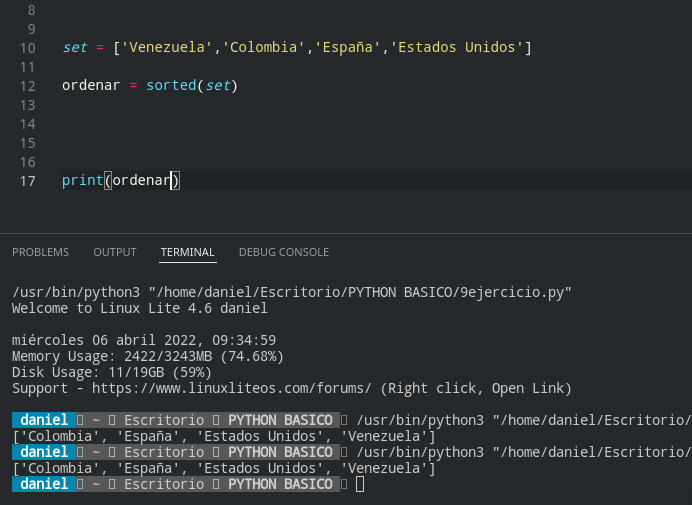 8
9
10 set = ['Venezuela','Colombia','España','Estados Unidos']
11
12 ordenar = sorted(set)
13
14
15
16
17 print(ordenar)
PROBLEMS OUTPUT TERMINAL DEBUG CONSOLE
/usr/bin/python3 "/home/daniel/Escritorio/PYTHON BASICO/9ejercicio.py"
Welcome to Linux Lite 4.6 daniel
miércoles 06 abril 2022, 09:34:59
Memory Usage: 2422/3243MB (74.68%)
Disk Usage: 11/19GB (59%)
Support - https://www.linuxliteos.com/forums/ (Right click, Open Link)
daniel ~ Escritorio PYTHON BASICO /usr/bin/python3 "/home/daniel/Escritorio/
['Colombia', 'España', 'Estados Unidos', 'Venezuela']
daniel ~ Escritorio PYTHON BASICO /usr/bin/python3 "/home/daniel/Escritorio/
['Colombia', 'España', 'Estados Unidos', 'Venezuela']
daniel ~ Escritorio PYTHON BASICO